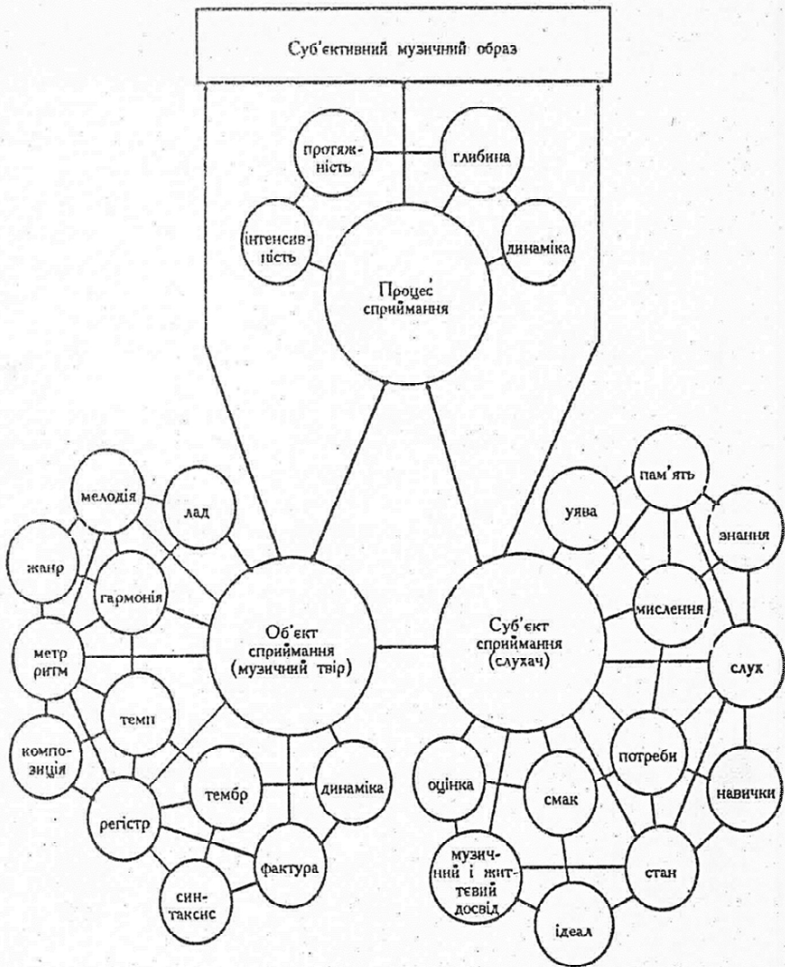 Суб'єктивний музичний образ
протяж-
ність
глибина
інтенсив-
ність
динаміка
Процес
сприймання
мелодія
лад
жанр
гармонія
метр
ритм
темп
компо-
зиція
тембр
динаміка
регістр
фактура
син-
таксис
Об'єкт
сприймання
(музичний твір)
Суб'єкт
сприймання
(слухач)
пам'ять
уява
знання
мислення
слух
потреби
навички
оцінка
смак
музич-
ний і жит-
тєвий
досвід
стан
ідеал